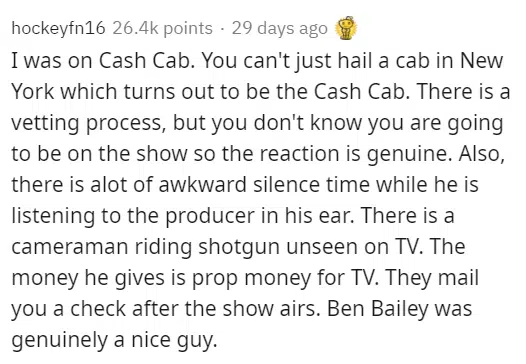 hockeyfn16 26.4k points · 29 days ago
I was on Cash Cab. You can't just hail a cab in New
York which turns out to be the Cash Cab. There is a
vetting process, but you don't know you are going
to be on the show so the reaction is genuine. Also,
there is alot of awkward silence time while he is
listening to the producer in his ear. There is a
cameraman riding shotgun unseen on TV. The
money he gives is prop money for TV. They mail
you a check after the show airs. Ben Bailey was
genuinely a nice guy.